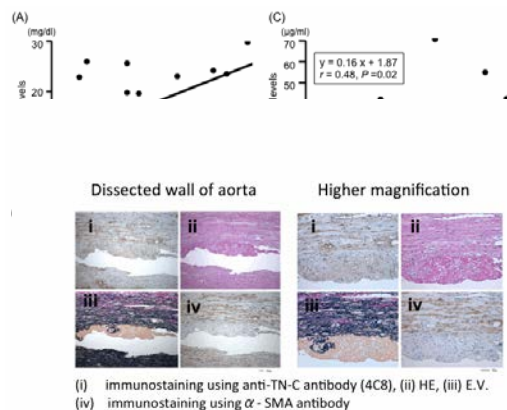 (A)
(mg/dl)
30
20
levels
(C)
(μg/ml)
70
60
50
y = 0.16 x + 1.87
r = 0.48, P =0.02
levels
Dissected wall of aorta
Higher magnification
i
ii
iii
iv
i
ii
iii
iv
(i) immunostaining using anti-TN-C antibody (4C8), (ii) HE, (iii) E.V.
(iv) immunostaining using α - SMA antibody